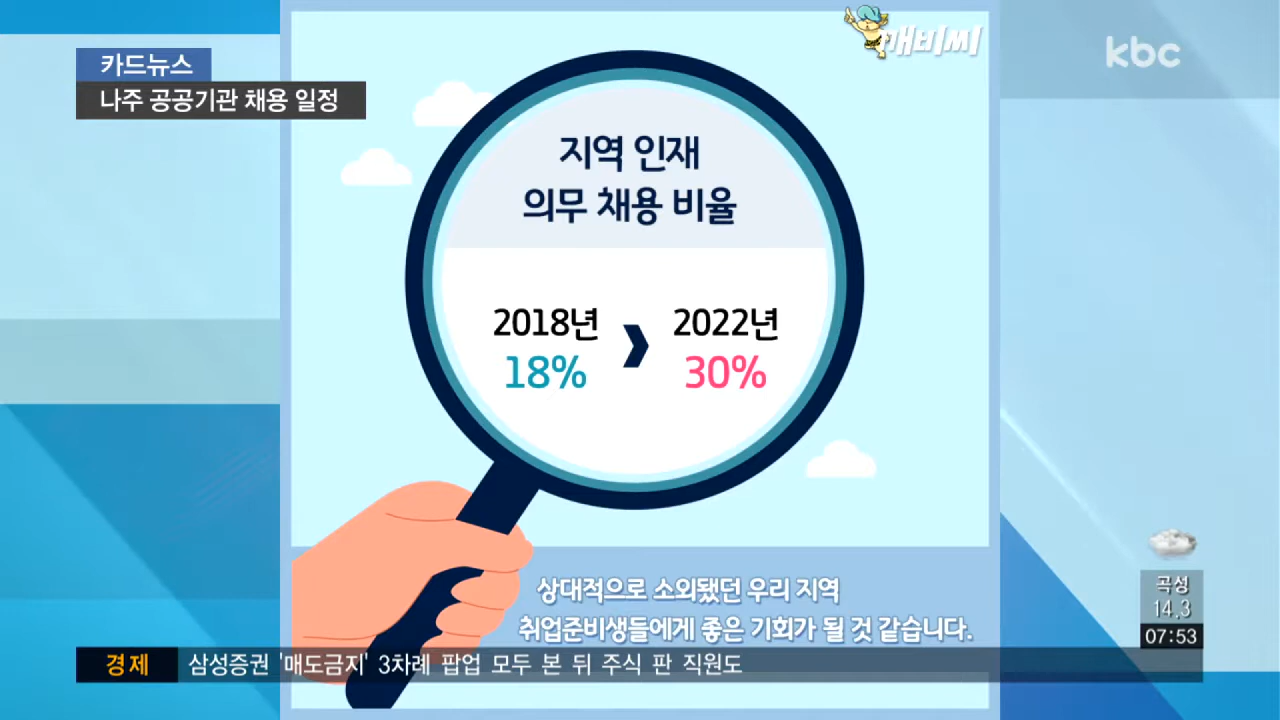 깨비씨
kbc
카드뉴스
나주 공공기관 채용 일정
지역 인재
의무 채용 비율
2018년
18%
2022년
30%
상대적으로 소외됐던 우리 지역
취업준비생들에게 좋은 기회가 될 것 같습니다.
곡성
14.3
07:53
경제
삼성증권 '매도금지' 3차례 팝업 모두 본 뒤 주식 판 직원도